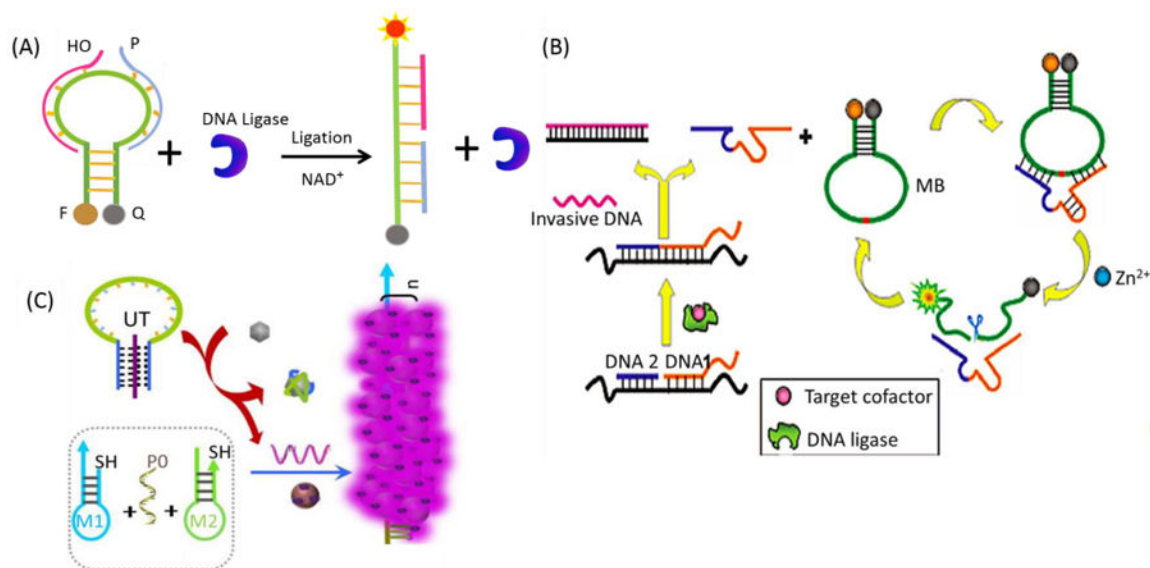 (A)
HO
P
F
Q
DNA Ligase
Ligation
NAD+
(B)
Invasive DNA
MB
Zn2+
DNA 2 DNA1
Target cofactor
DNA ligase
(C)
UT
SH
P0
SH
M1
M2
n